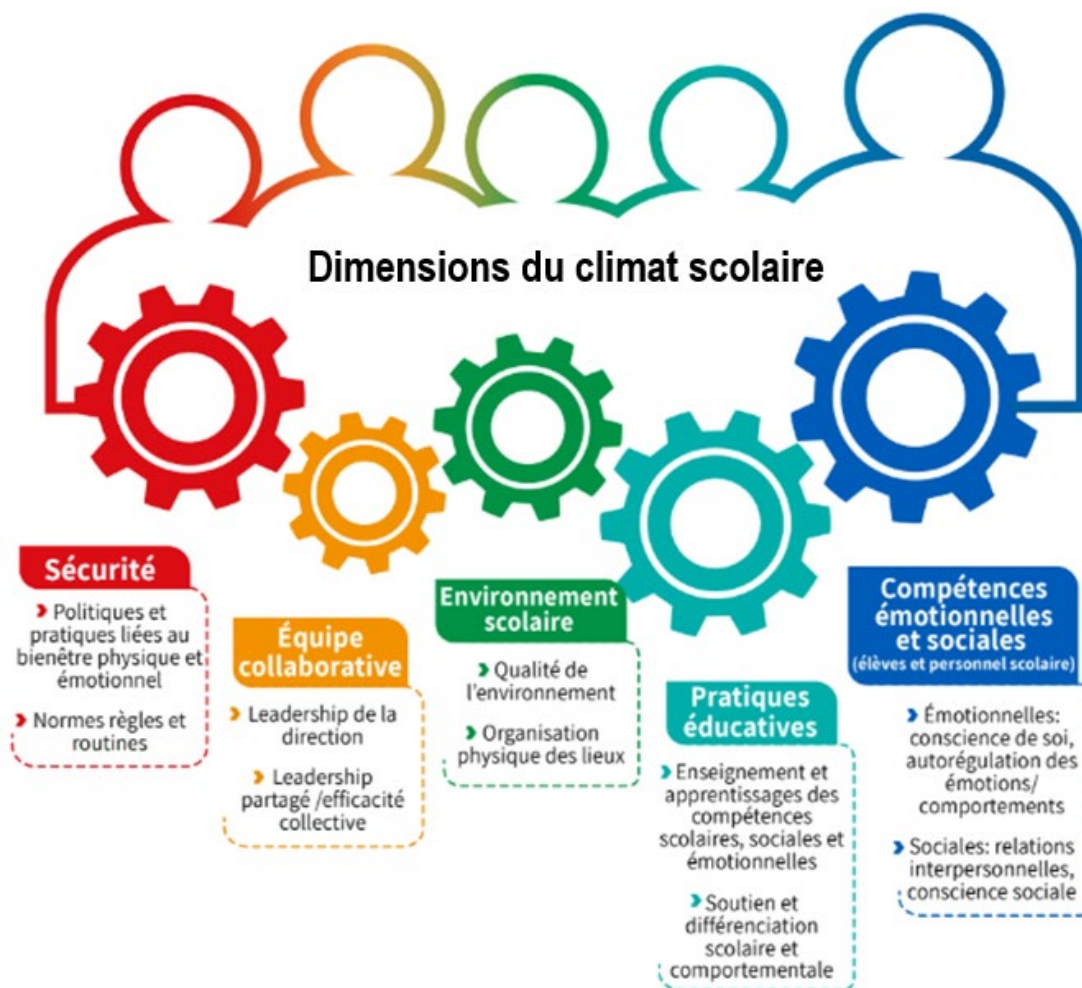 Dimensions du climat scolaire
Sécurité
Politiques et
pratiques liées au
bienêtre physique et
émotionnel
Normes règles et
routines
Équipe
collaborative
Leadership de la
direction
Leadership
partagé /efficacité
collective
Environnement
scolaire
Qualité de
l'environnement
Organisation
physique des lieux
Pratiques
éducatives
Enseignement et
apprentissages des
compétences
scolaires, sociales et
émotionnelles
Soutien et
différenciation
scolaire et
comportementale
Compétences
émotionnelles
et sociales
(élèves et personnel scolaire)
Émotionnelles:
conscience de soi,
autorégulation des
émotions/
comportements
Sociales: relations
interpersonnelles,
conscience sociale